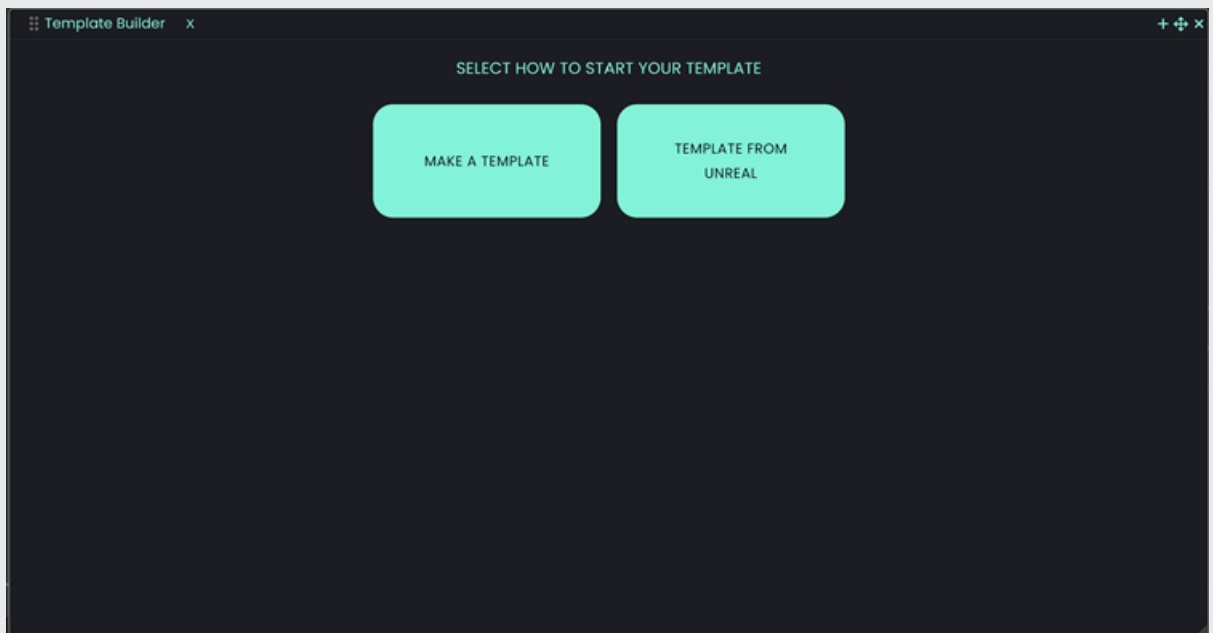 Template Builder X
SELECT HOW TO START YOUR TEMPLATE
MAKE A TEMPLATE
TEMPLATE FROM
UNREAL